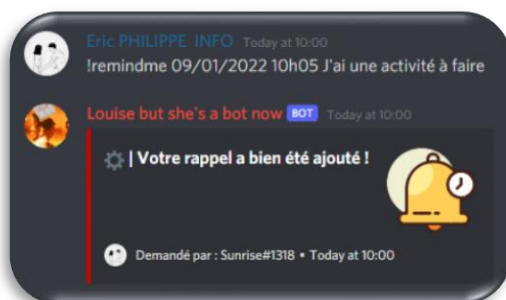 Eric PHILIPPE INFO Today at 10:00
!remindme 09/01/2022 10h05 J'ai une activité à faire
Louise but she's a bot now BOT Today at 10:00
| Votre rappel a bien été ajouté !
Demandé par : Sunrise#1318 • Today at 10:00